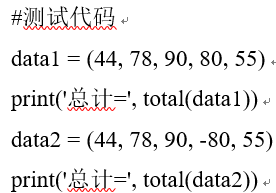 #测试代码
data1 = (44, 78, 90, 80, 55)
print('总计=', total(data1))
data2 = (44, 78, 90, -80, 55)
print('总计=', total(data2))